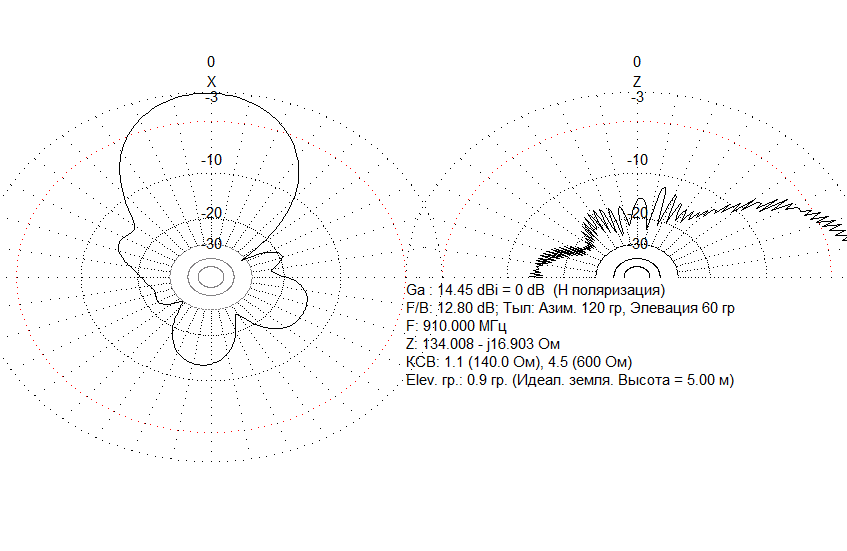 0
X
-3
-10
-20
-30
0
Z
-3
-10
-20
-30
Ga : 14.45 dBi = 0 dB (H поляризация)
F/B: 12.80 dB; Тыл: Азим. 120 гр, Элевация 60 гр
F: 910.000 МГц
Z: 134.008 - j16.903 Ом
КСВ: 1.1 (140.0 Ом), 4.5 (600 Ом)
Elev. гр.: 0.9 гр. (Идеал. земля. Высота = 5.00 м)